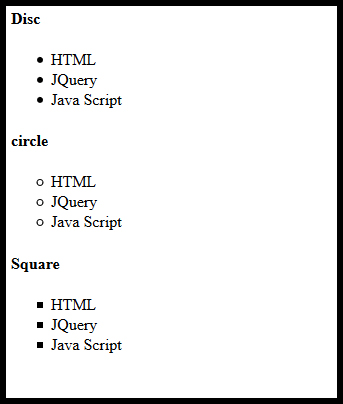 Disc
HTML
JQuery
Java Script
circle
HTML
JQuery
Java Script
Square
HTML
JQuery
Java Script